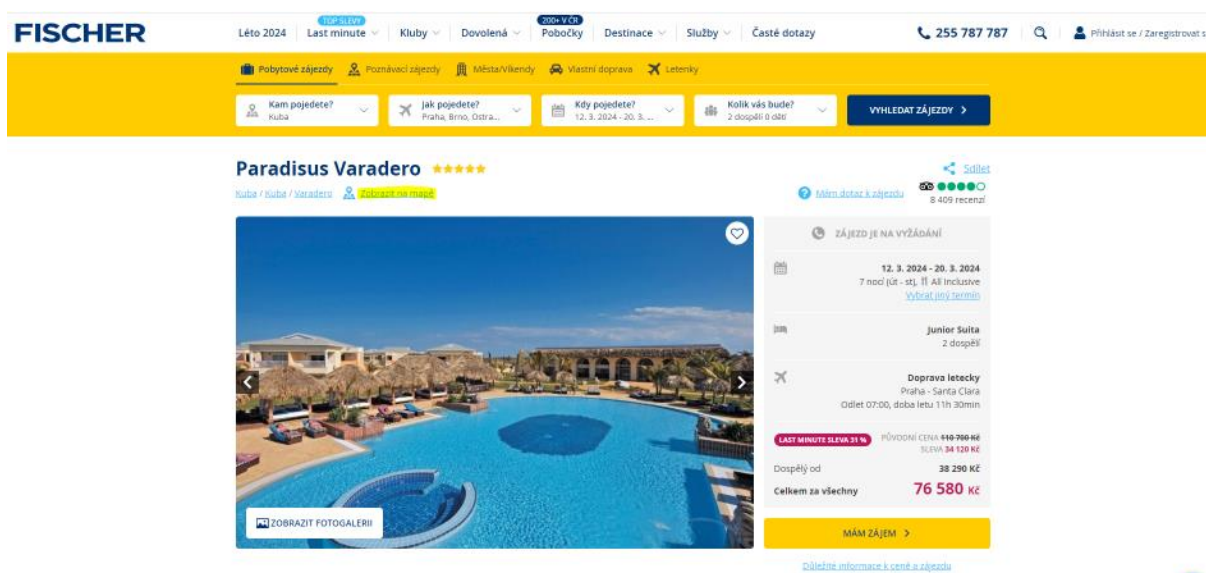 FISCHER
TOP SLEVY
200+ V ČR
Léto 2024 Last minute Kluby Dovolená Pobočky Destinace Služby Časté dotazy
255 787 787
Přihlásit se / Zaregistrovat s
Pobytové zájezdy Poznávací zájezdy Města/Víkendy Vlastní doprava Letenky
Kam pojedete? Jak pojedete? Kdy pojedete? Kolik vás bude?
Kuba Praha, Brno, Ostra... 12. 3. 2024 - 20. 3. ... 2 dospělí 0 dětí
VYHLEDAT ZÁJEZDY
Paradisus Varadero
Sdílet
Kuba / Kuba / Varadero Zobrazit na mapě
Mám dotaz k zájezdu
8 409 recenzí
ZÁJEZD JE NA VYŽÁDÁNÍ
12. 3. 2024 - 20. 3. 2024
7 nocí (út - st), All Inclusive
Vybrat jiný termín
Junior Suita
2 dospělí
Doprava letecky
Praha - Santa Clara
Odlet 07:00, doba letu 11h 30min
LAST MINUTE SLEVA 31 % PŮVODNÍ CENA 110 700 Kč
SLEVA 34 120 Kč
Dospělý od 38 290 Kč
Celkem za všechny 76 580 Kč
ZOBRAZIT FOTOGALERII
MÁM ZÁJEM
Důležité informace k ceně a zájezdu